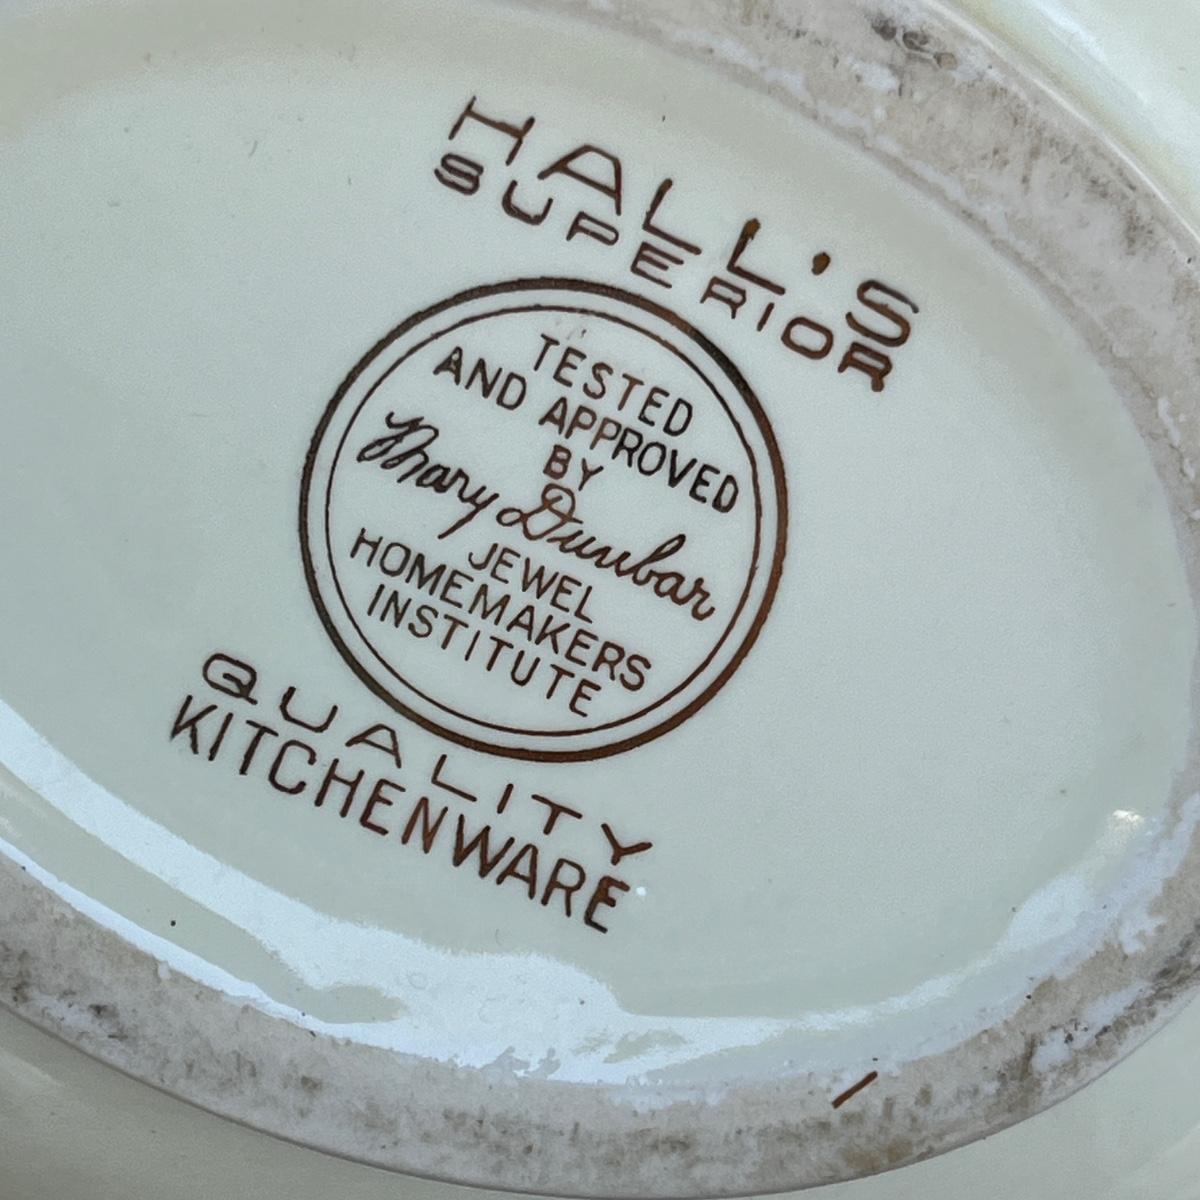 HALL'S
SUPERIOR
TESTED
AND APPROVED
BY
Mary Dunbar
JEWEL
HOMEMAKERS
INSTITUTE
QUALITY
KITCHENWARE